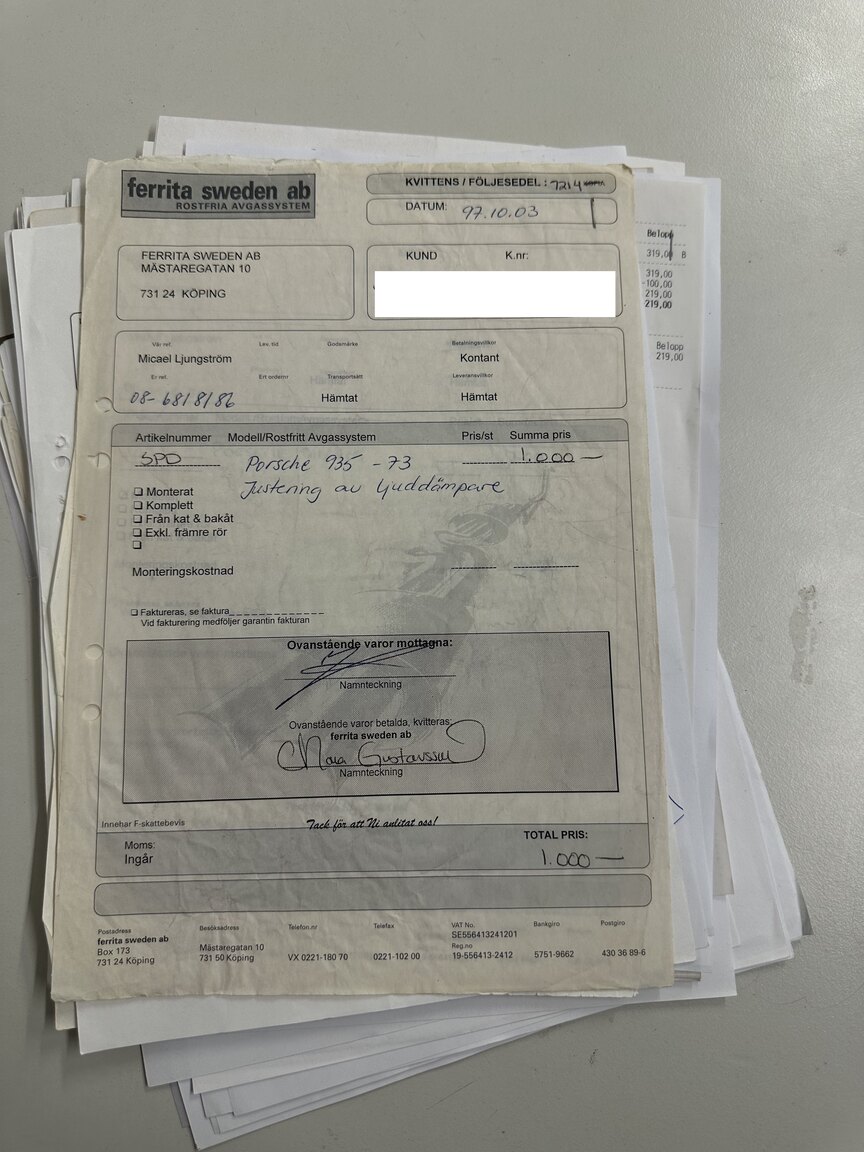 ferrita sweden ab
ROSTFRIA AVGASSYSTEM
KVITTENS / FÖLJESEDEL : 7214
DATUM: 97.10.03
FERRITA SWEDEN AB
MÄSTAREGATAN 10
731 24 KÖPING
KUND K.nr:
Vår ref. Lev. tid Godsmärke Betalningsvillkor
Micael Ljungström Kontant
Er ref. Ert ordernr Transportsätt Leveransvillkor
08-6818186 Hämtat Hämtat
Artikelnummer Modell/Rostfritt Avgassystem Pris/st Summa pris
SPD Porsche 935 -73 1.000 —
Justering av Ljuddämpare
Monterat
Komplett
Från kat & bakåt
Exkl. främre rör
Monteringskostnad
Faktureras, se faktura
Vid fakturering medföljer garantin fakturan
Ovanstående varor mottagna:
Namnteckning
Ovanstående varor betalda, kvitteras:
ferrita sweden ab
Gustavsson
Namnteckning
Innehar F-skattebevis
Tack för att Ni anlitat oss!
Moms: TOTAL PRIS:
Ingår 1.000 —
Postadress Besöksadress Telefon.nr Telefax VAT No. Bankgiro Postgiro
ferrita sweden ab SE556413241201
Box 173 Mästaregatan 10 Reg.no
731 24 Köping 731 50 Köping VX 0221-180 70 0221-102 00 19-556413-2412 5751-9662 430 36 89-6
Belopp
319,00 B
319,00
-100,00
219,00
219,00
Belopp
219,00